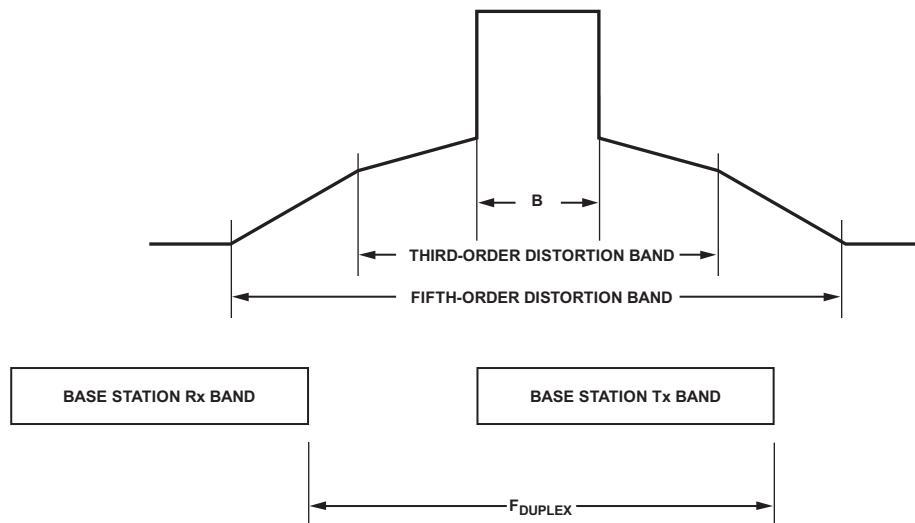 B
THIRD-ORDER DISTORTION BAND
FIFTH-ORDER DISTORTION BAND
BASE STATION Rx BAND
BASE STATION Tx BAND
FDUPLEX